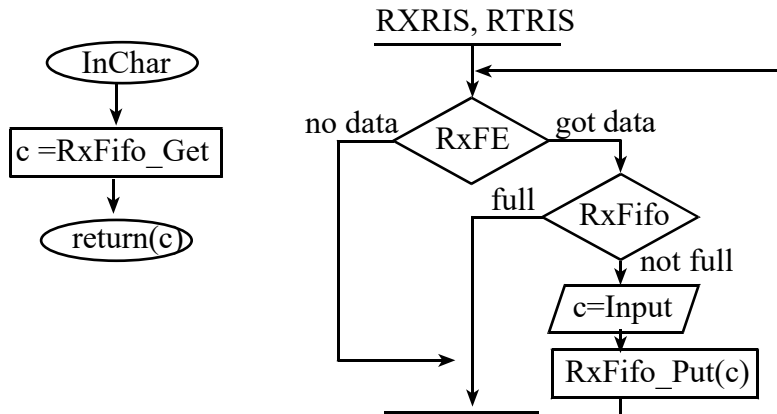 InChar
c =RxFifo_Get
return(c)
RXRIS, RTRIS
no data
RxFE
got data
full
RxFifo
not full
c=Input
RxFifo_Put(c)